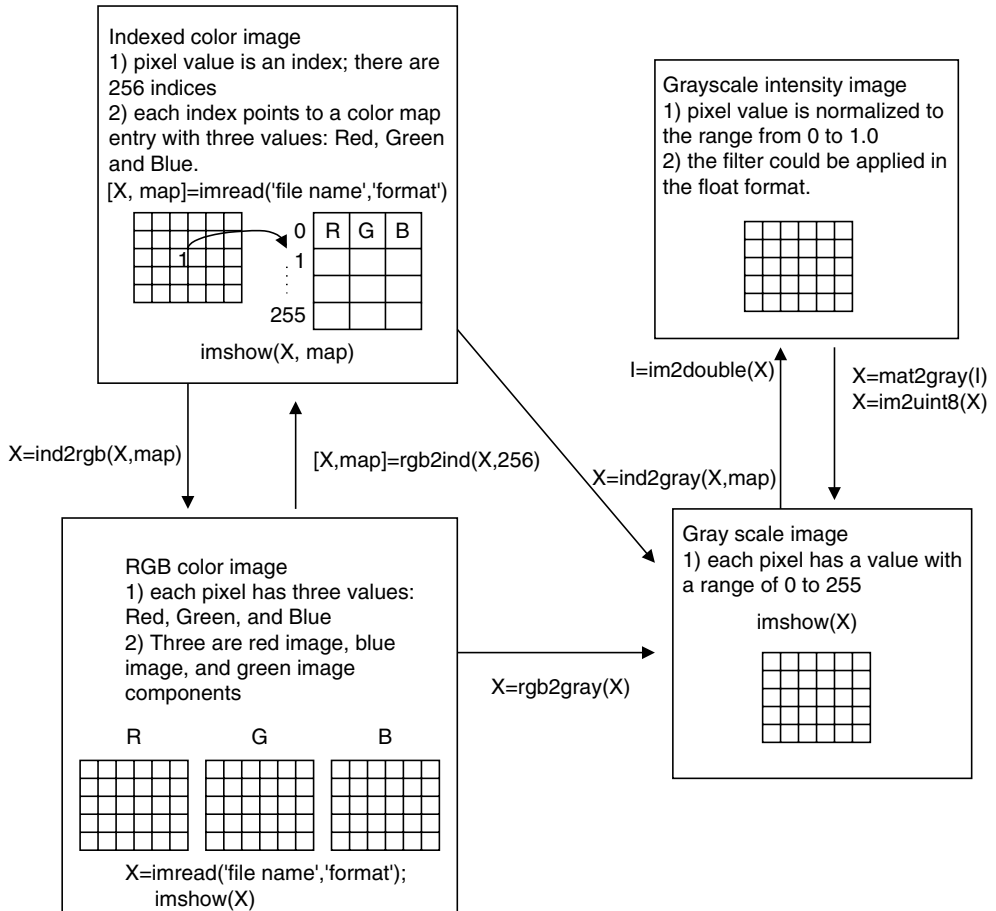 Indexed color image
1) pixel value is an index; there are
256 indices
2) each index points to a color map
entry with three values: Red, Green
and Blue.
[X, map]=imread('file name','format')
0 R G B
1 1
255
imshow(X, map)
Grayscale intensity image
1) pixel value is normalized to
the range from 0 to 1.0
2) the filter could be applied in
the float format.
I=im2double(X)
X=mat2gray(I)
X=im2uint8(X)
X=ind2rgb(X,map)
[X,map]=rgb2ind(X,256)
X=ind2gray(X,map)
RGB color image
1) each pixel has three values:
Red, Green, and Blue
2) Three are red image, blue
image, and green image
components
R G B
X=imread('file name','format');
imshow(X)
X=rgb2gray(X)
Gray scale image
1) each pixel has a value with
a range of 0 to 255
imshow(X)